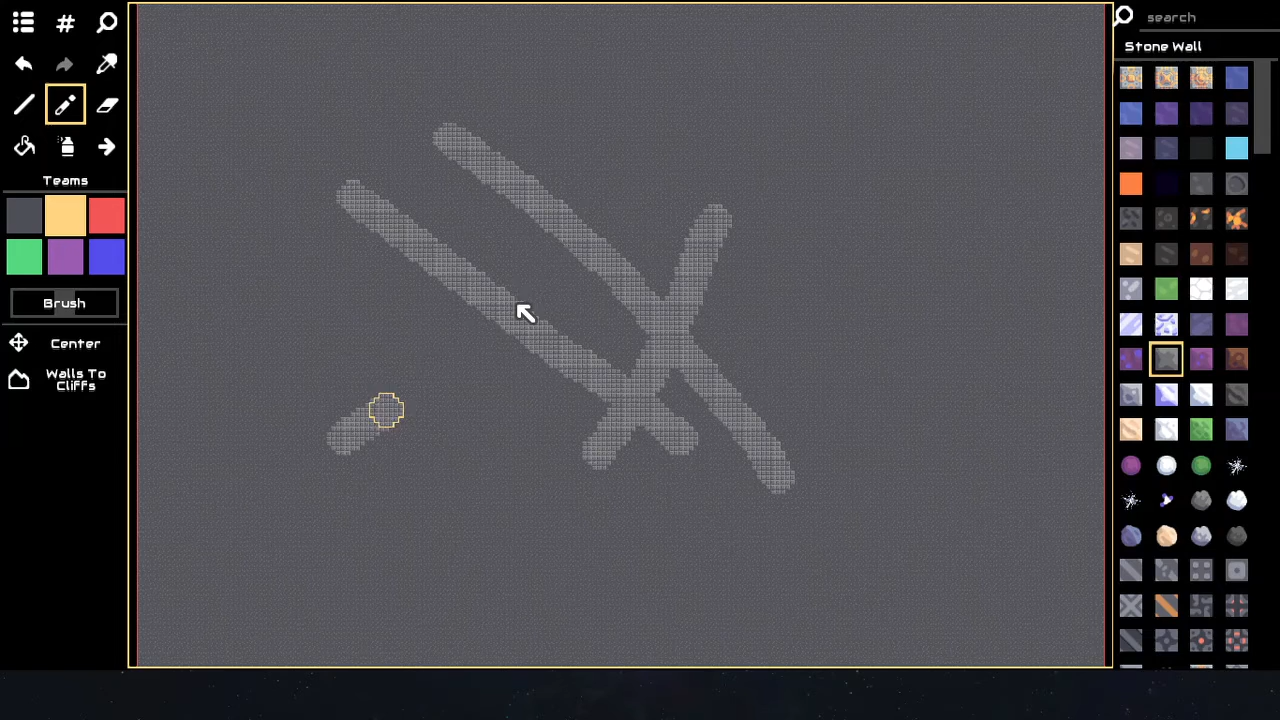 search
Stone Wall
Teams
Brush
Center
Walls To
Cliffs